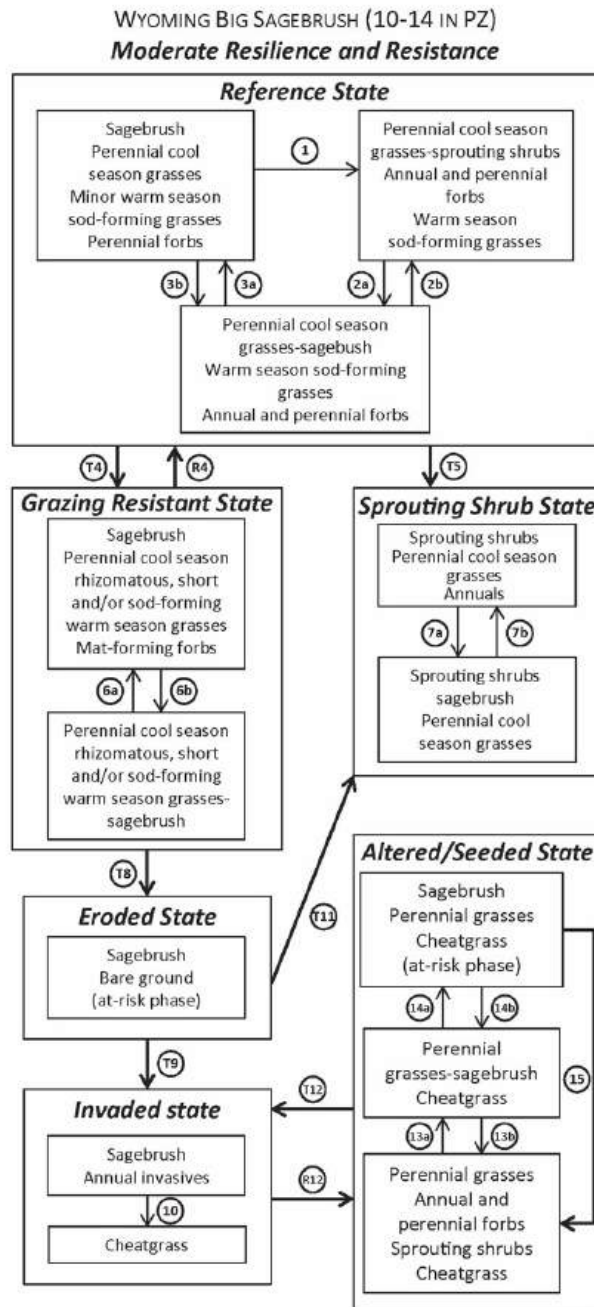 WYOMING BIG SAGEBRUSH (10-14 IN PZ)
Moderate Resilience and Resistance
Reference State
Sagebrush
Perennial cool
season grasses
Minor warm season
sod-forming grasses
Perennial forbs
1
Perennial cool season
grasses-sprouting shrubs
Annual and perennial
forbs
Warm season
sod-forming grasses
3b
3a
2a
2b
Perennial cool season
grasses-sagebush
Warm season sod-forming
grasses
Annual and perennial forbs
T4
R4
T5
Grazing Resistant State
Sagebrush
Perennial cool season
rhizomatous, short
and/or sod-forming
warm season grasses
Mat-forming forbs
6a
6b
Perennial cool season
rhizomatous, short
and/or sod-forming
warm season grasses-
sagebrush
Sprouting Shrub State
Sprouting shrubs
Perennial cool season
grasses
Annuals
7a
7b
Sprouting shrubs
sagebrush
Perennial cool
season grasses
T8
T11
Eroded State
Sagebrush
Bare ground
(at-risk phase)
T9
Invaded state
Sagebrush
Annual invasives
10
Cheatgrass
T12
R12
Altered/Seeded State
Sagebrush
Perennial grasses
Cheatgrass
(at-risk phase)
14a
14b
15
Perennial
grasses-sagebrush
Cheatgrass
13a
13b
Perennial grasses
Annual and
perennial forbs
Sprouting shrubs
Cheatgrass